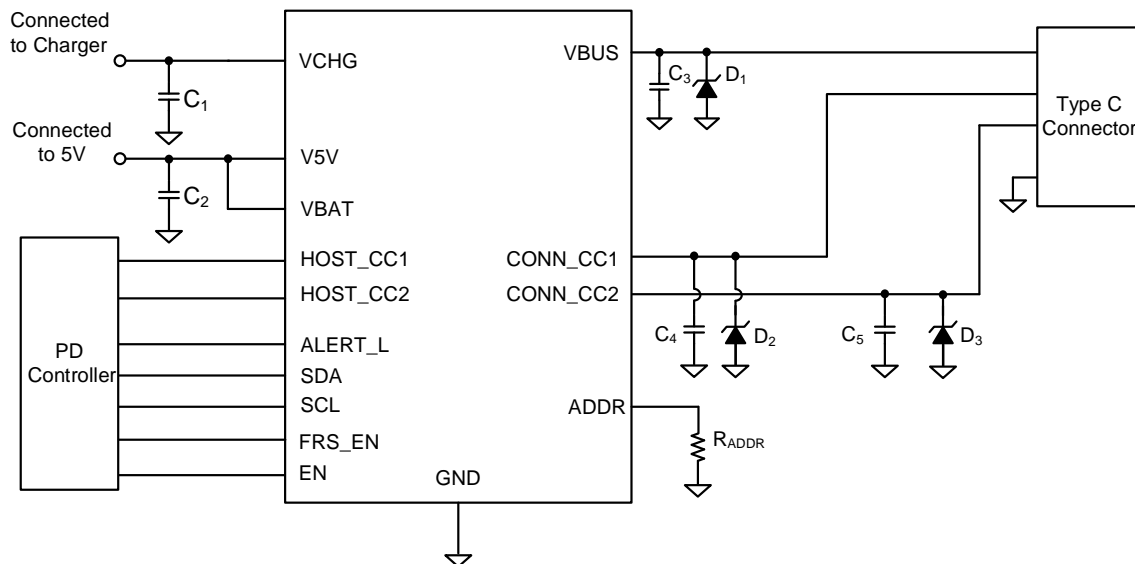 Connected
to Charger
VCHG
C1
Connected
to 5V
V5V
C2
VBAT
HOST_CC1
HOST_CC2
ALERT_L
SDA
SCL
FRS_EN
EN
PD
Controller
GND
VBUS
C3
D1
Type C
Connector
CONN_CC1
CONN_CC2
C4
D2
C5
D3
ADDR
RADDR